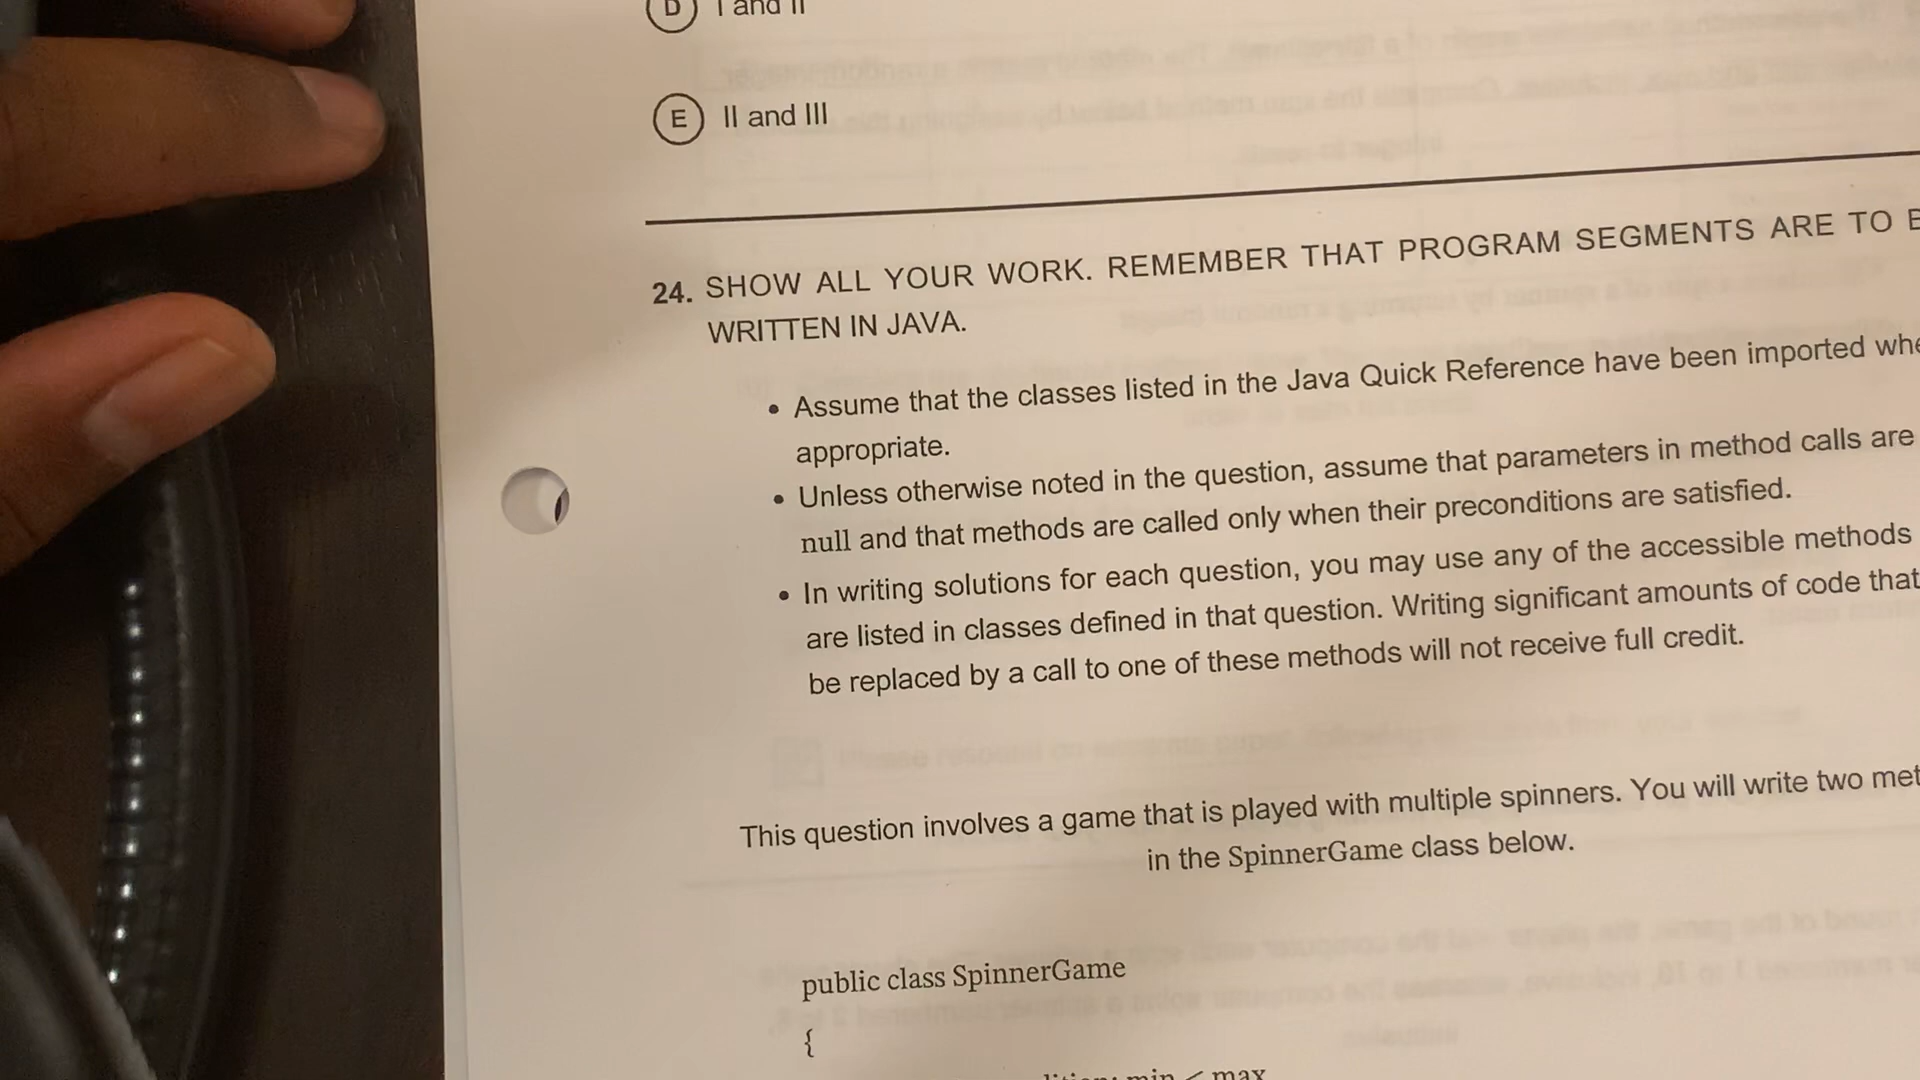 D I and II
E II and III
24. SHOW ALL YOUR WORK. REMEMBER THAT PROGRAM SEGMENTS ARE TO
WRITTEN IN JAVA.
• Assume that the classes listed in the Java Quick Reference have been imported
appropriate.
• Unless otherwise noted in the question, assume that parameters in method calls are
null and that methods are called only when their preconditions are satisfied.
• In writing solutions for each question, you may use any of the accessible methods
are listed in classes defined in that question. Writing significant amounts of code that
be replaced by a call to one of these methods will not receive full credit.
This question involves a game that is played with multiple spinners. You will write two
in the SpinnerGame class below.
public class SpinnerGame
{
min < max